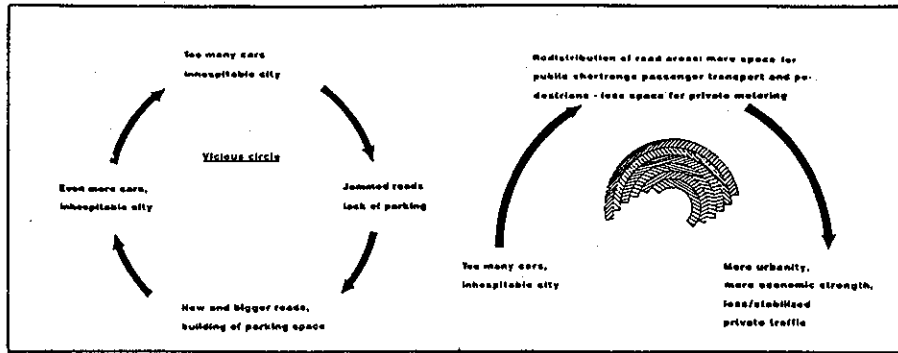 Too many cars
inhospitable city
Vicious circle
Even more cars,
inhospitable city
Jammed roads
lack of parking
New and bigger roads,
building of parking space
Redistribution of road areas: more space for
public shortrange passenger transport and pe-
destrians - less space for private motoring
Too many cars,
inhospitable city
More urbanity,
more economic strength,
less/stabilized
private traffic